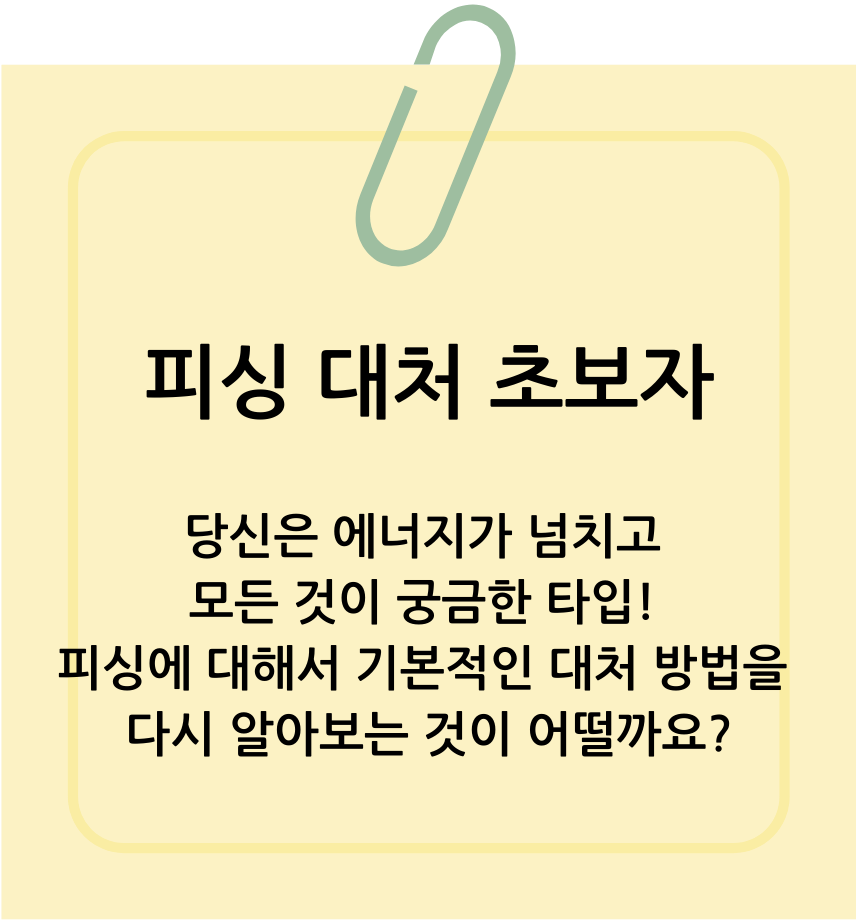 피싱 대처 초보자
당신은 에너지가 넘치고
모든 것이 궁금한 타입!
피싱에 대해서 기본적인 대처 방법을
다시 알아보는 것이 어떨까요?